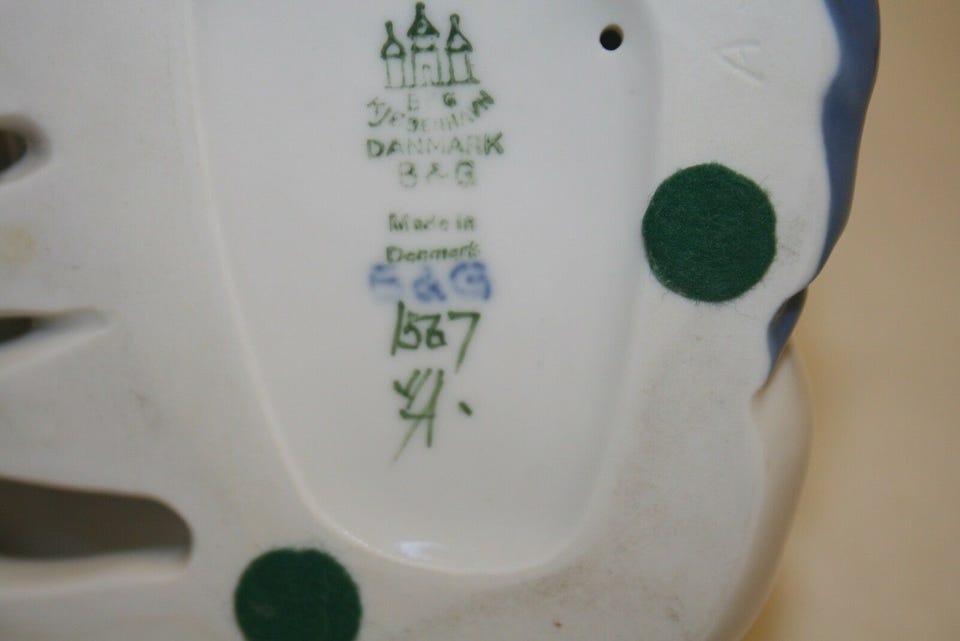 B G
KJØBENHAVN
DANMARK
B & G
Made in
Denmark
B & G
1567
A